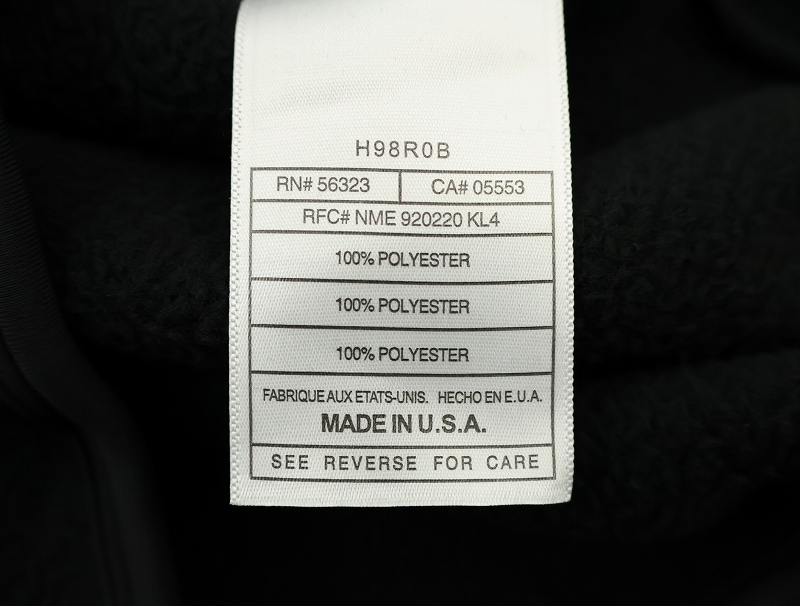 H98R0B
RN# 56323 CA# 05553
RFC# NME 920220 KL4
100% POLYESTER
100% POLYESTER
100% POLYESTER
FABRIQUE AUX ETATS-UNIS. HECHO EN E.U.A.
MADE IN U.S.A.
SEE REVERSE FOR CARE